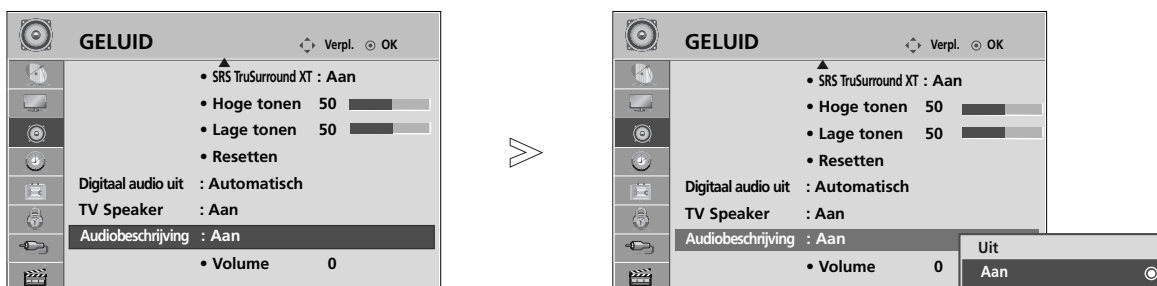 GELUID Verpl. OK
• SRS TruSurround XT : Aan
• Hoge tonen 50
• Lage tonen 50
• Resetten
Digitaal audio uit : Automatisch
TV Speaker : Aan
Audiobeschrijving : Aan
• Volume 0
GELUID Verpl. OK
• SRS TruSurround XT : Aan
• Hoge tonen 50
• Lage tonen 50
• Resetten
Digitaal audio uit : Automatisch
TV Speaker : Aan
Audiobeschrijving : Aan
• Volume 0
Uit
Aan